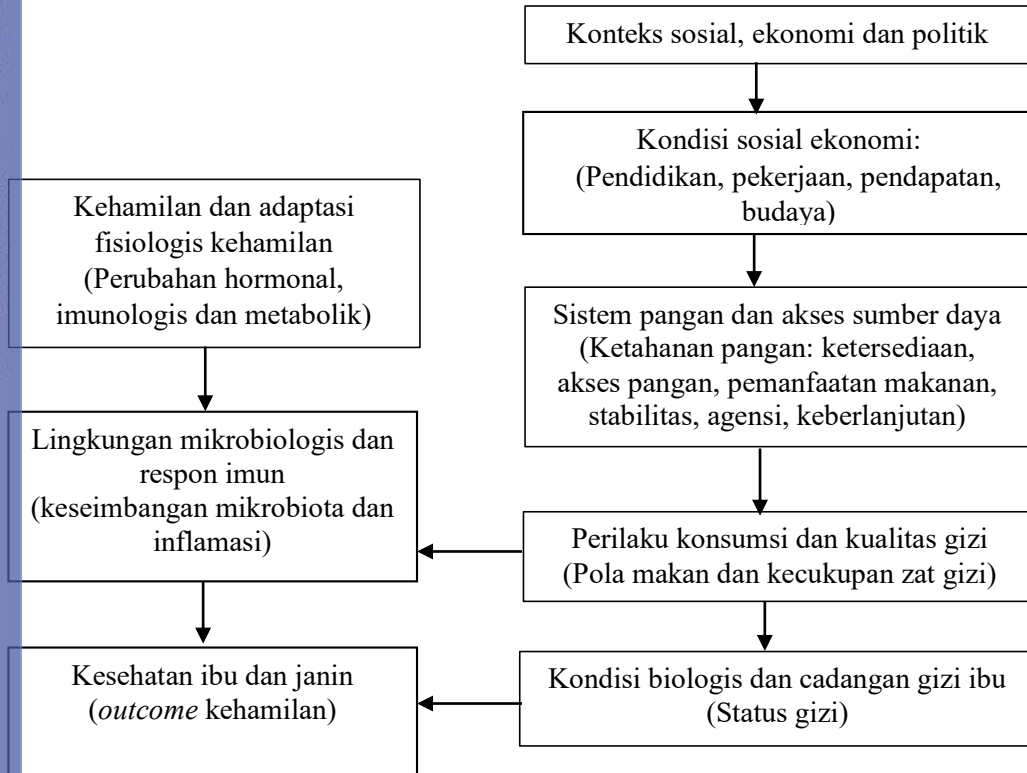 Konteks sosial, ekonomi dan politik
Kondisi sosial ekonomi:
(Pendidikan, pekerjaan, pendapatan,
budaya)
Kehamilan dan adaptasi
fisiologis kehamilan
(Perubahan hormonal,
imunologis dan metabolik)
Sistem pangan dan akses sumber daya
(Ketahanan pangan: ketersediaan,
akses pangan, pemanfaatan makanan,
stabilitas, agensi, keberlanjutan)
Lingkungan mikrobiologis dan
respon imun
(keseimbangan mikrobiota dan
inflamasi)
Perilaku konsumsi dan kualitas gizi
(Pola makan dan kecukupan zat gizi)
Kesehatan ibu dan janin
(outcome kehamilan)
Kondisi biologis dan cadangan gizi ibu
(Status gizi)